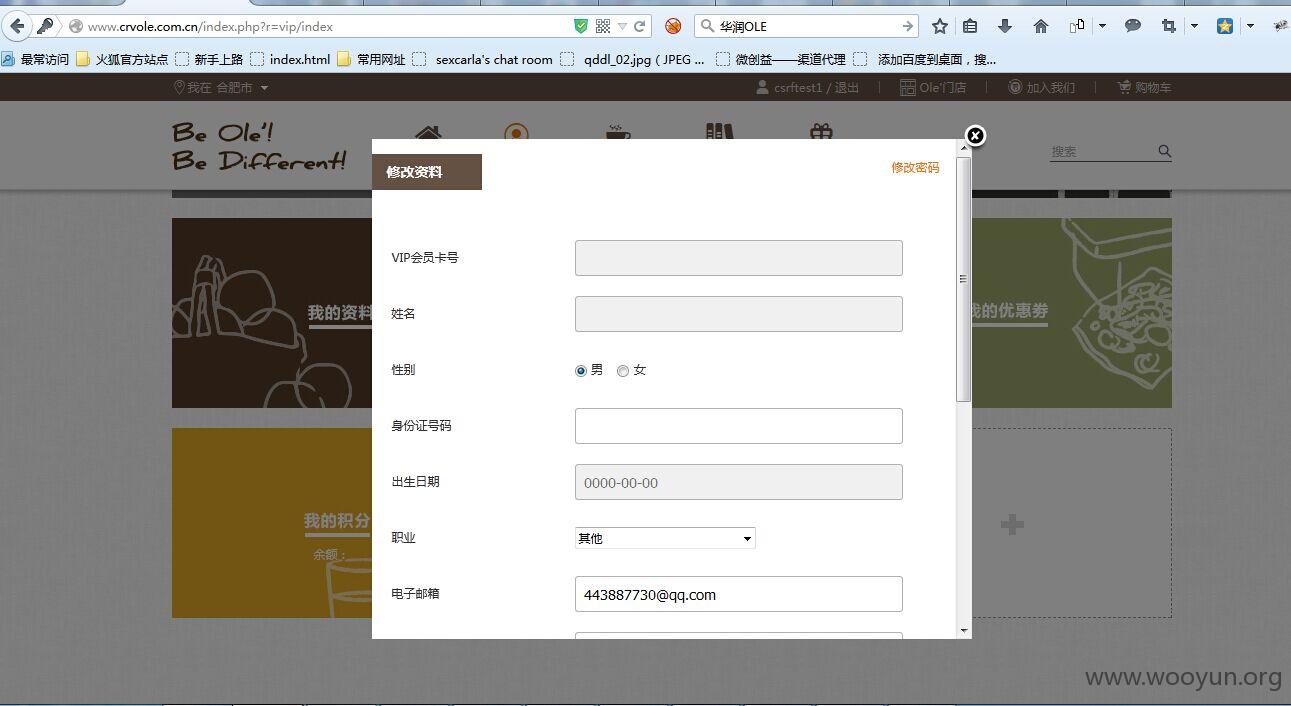 www.crvole.com.cn/index.php?r=vip/index
华润OLE
最常访问 火狐官方站点 新手上路 index.html 常用网址 sexcarla's chat room qddl_02.jpg ( JPEG ... 微创益——渠道代理 添加百度到桌面，搜...
我在 合肥市 csrftest1 / 退出 Ole'门店 加入我们 购物车
Be Ole'!
Be Different!
搜索
修改资料
修改密码
VIP会员卡号
姓名
我的资料
我的优惠券
性别 男 女
身份证号码
出生日期 0000-00-00
我的积分
职业 其他
余额：
电子邮箱 443887730@qq.com
www.wooyun.org